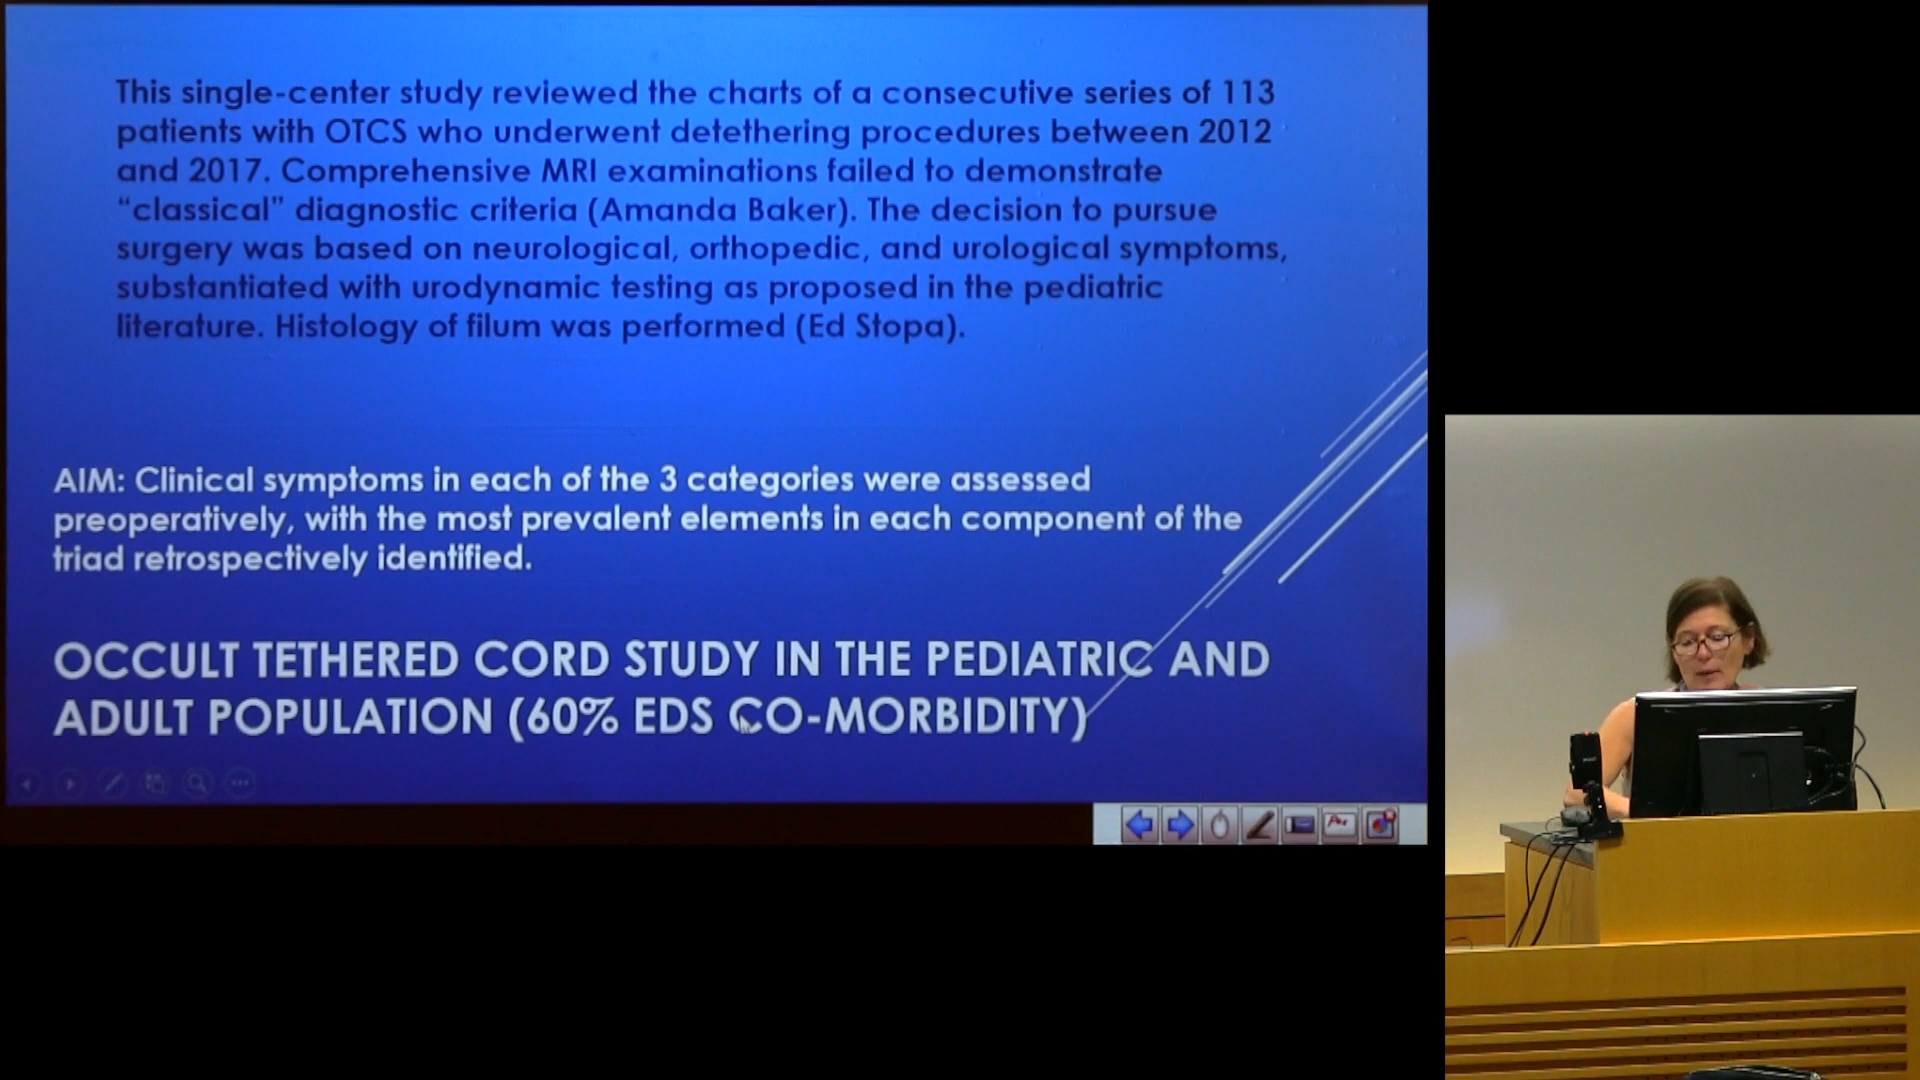 This single-center study reviewed the charts of a consecutive series of 113
patients with OTCS who underwent detethering procedures between 2012
and 2017. Comprehensive MRI examinations failed to demonstrate
“classical” diagnostic criteria (Amanda Baker). The decision to pursue
surgery was based on neurological, orthopedic, and urological symptoms,
substantiated with urodynamic testing as proposed in the pediatric
literature. Histology of filum was performed (Ed Stopa).
AIM: Clinical symptoms in each of the 3 categories were assessed
preoperatively, with the most prevalent elements in each component of the
triad retrospectively identified.
OCCULT TETHERED CORD STUDY IN THE PEDIATRIC AND
ADULT POPULATION (60% EDS CO-MORBIDITY)